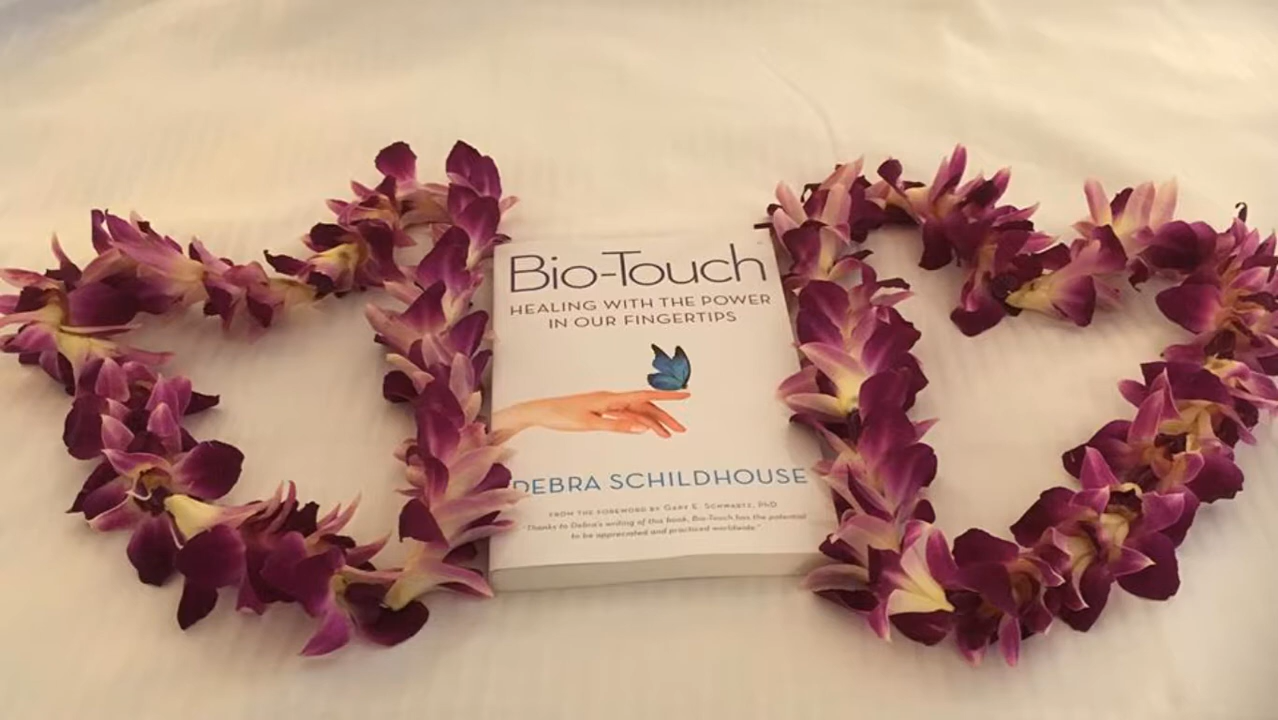 Bio-Touch
HEALING WITH THE POWER
IN OUR FINGERTIPS
DEBRA SCHILDHOUSE
FROM THE FOREWORD BY GARY E. SCHWARTZ, PHD
"Thanks to Debra's writing of this book, Bio-Touch has the potential
to be appreciated and practiced worldwide."